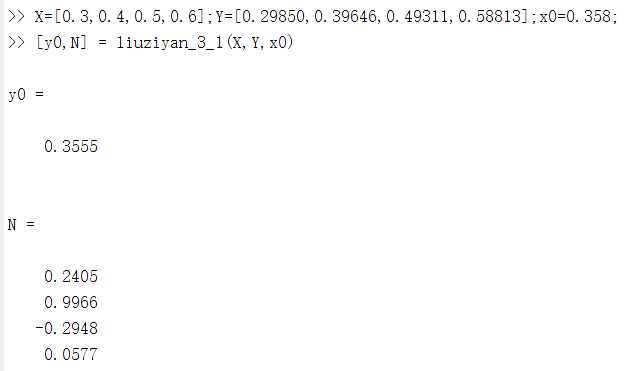 >> X=[0.3,0.4,0.5,0.6];Y=[0.29850,0.39646,0.49311,0.58813];x0=0.358;
>> [y0,N] = liuziyan_3_1(X,Y,x0)
y0 =
0.3555
N =
0.2405
0.9966
-0.2948
0.0577